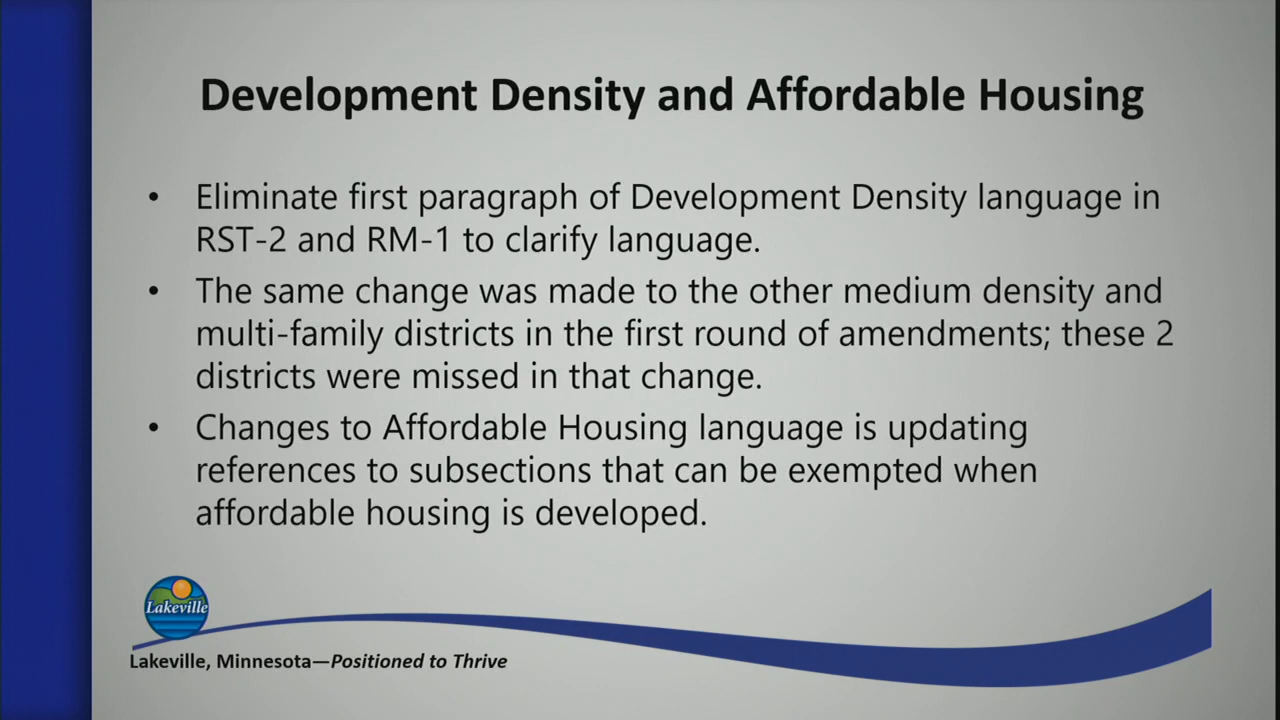 Development Density and Affordable Housing
• Eliminate first paragraph of Development Density language in
RST-2 and RM-1 to clarify language.
• The same change was made to the other medium density and
multi-family districts in the first round of amendments; these 2
districts were missed in that change.
• Changes to Affordable Housing language is updating
references to subsections that can be exempted when
affordable housing is developed.
Lakeville
Lakeville, Minnesota—Positioned to Thrive